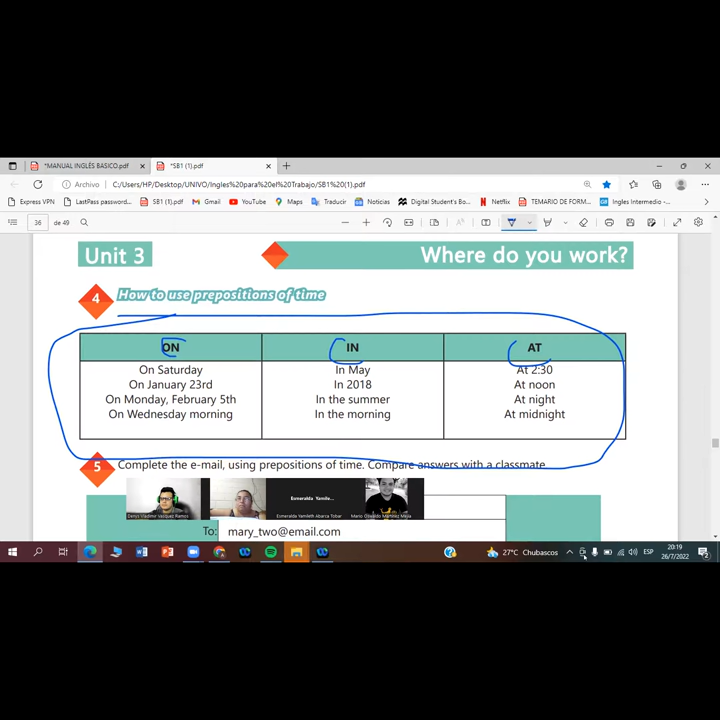 *MANUAL INGLÉS BASICO.pdf
*SB1 (1).pdf
Archivo C:/Users/HP/Desktop/UNIVO/Ingles%20para%20el%20Trabajo/SB1%20(1).pdf
Express VPN LastPass password... SB1 (1).pdf Gmail YouTube Maps Traducir Noticias Digital Student's Bo... Netflix TEMARIO DE FORM... Ingles Intermedio -...
36 de 49
Unit 3 Where do you work?
4 How to use prepositions of time
ON IN AT
On Saturday In May At 2:30
On January 23rd In 2018 At noon
On Monday, February 5th In the summer At night
On Wednesday morning In the morning At midnight
5 Complete the e-mail, using prepositions of time. Compare answers with a classmate.
Esmeralda Yamile...
Denys Vladimir Vasquez Ramos Esmeralda Yamileth Abarca Tobar Mario Oswaldo Martinez Mejia
To: mary_two@email.com
27°C Chubascos ESP 20:19
26/7/2022 2